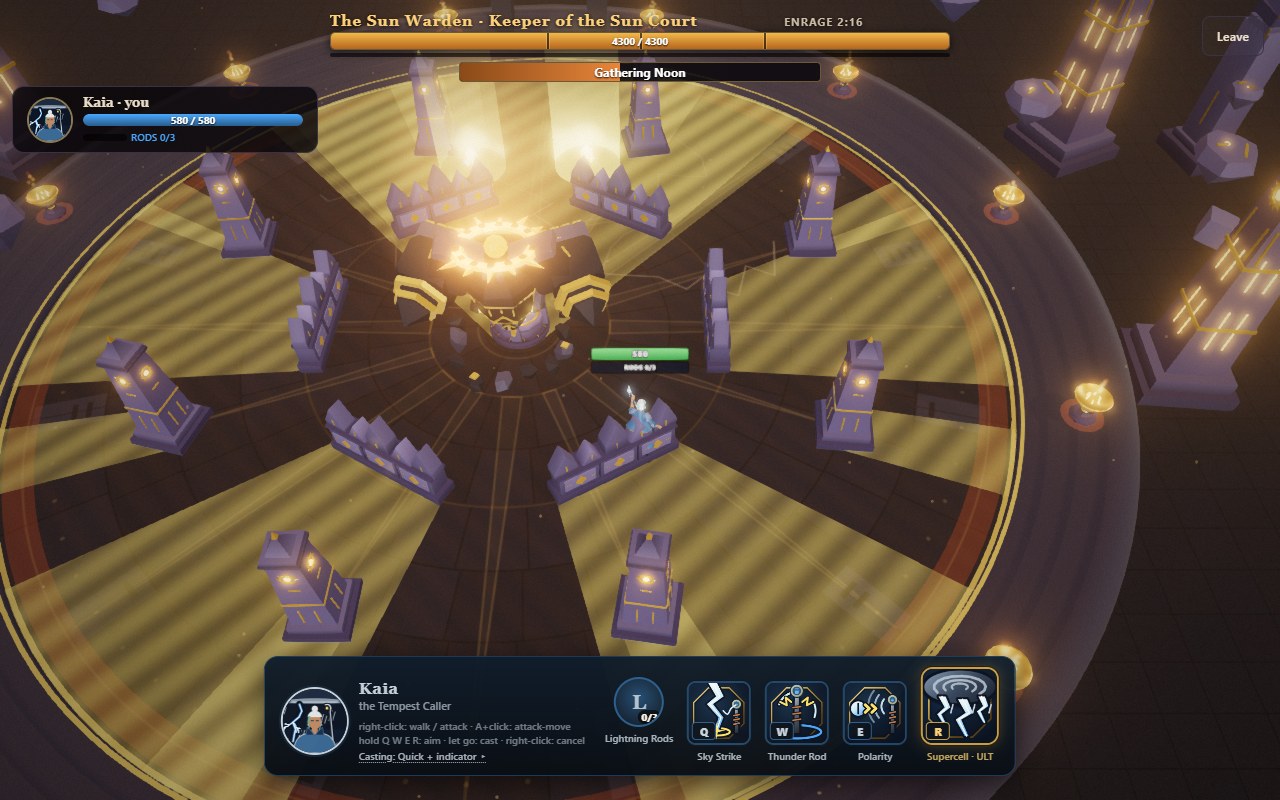 The Sun Warden · Keeper of the Sun Court
ENRAGE 2:16
4300 / 4300
Gathering Noon
Leave
Kaia · you
580 / 580
RODS 0/3
580
RODS 0/3
Kaia
the Tempest Caller
right-click: walk / attack · A+click: attack-move
hold Q W E R: aim · let go: cast · right-click: cancel
Casting: Quick + indicator ▸
L
Lightning Rods
Q
Sky Strike
W
Thunder Rod
E
Polarity
R
Supercell · ULT